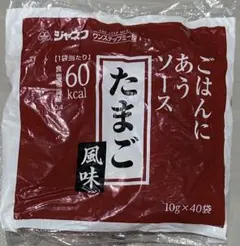 ジャネフ
ワンステップミール
ごはんに
あう
ソース
たまご
風味
【1袋当たり】
60
kcal
10g×40袋